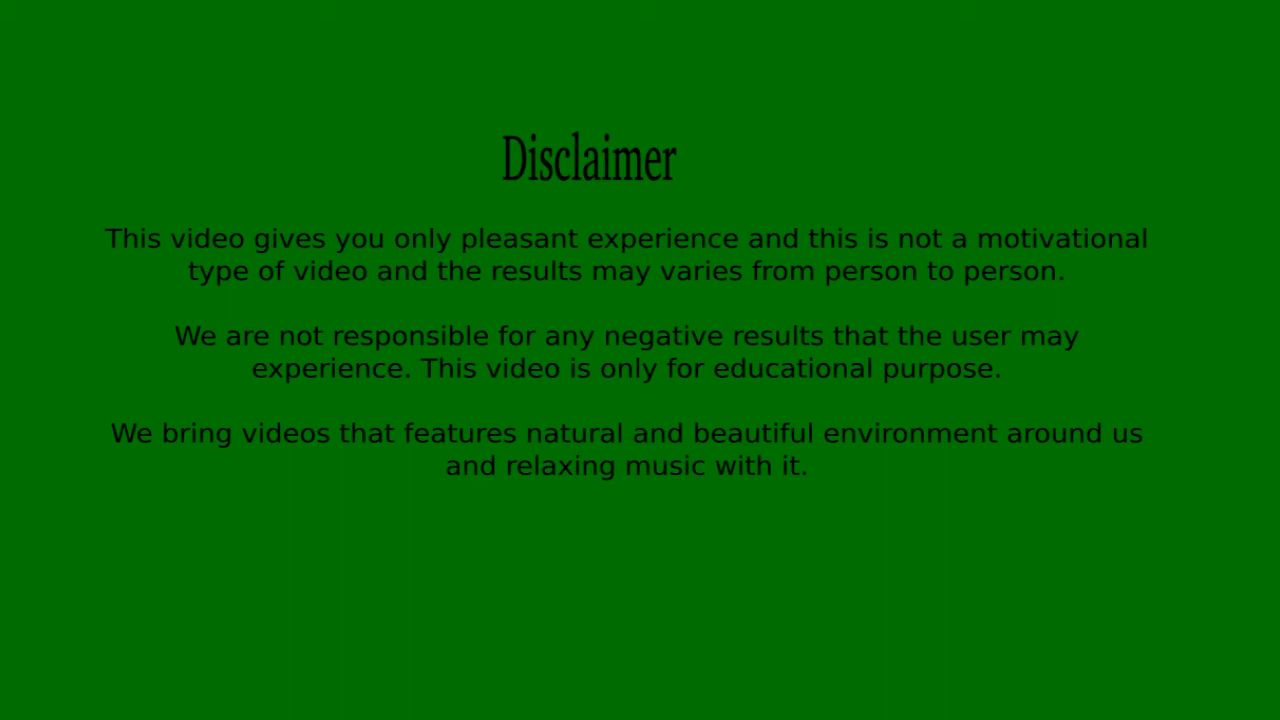 Disclaimer
This video gives you only pleasant experience and this is not a motivational
type of video and the results may varies from person to person.
We are not responsible for any negative results that the user may
experience. This video is only for educational purpose.
We bring videos that features natural and beautiful environment around us
and relaxing music with it.